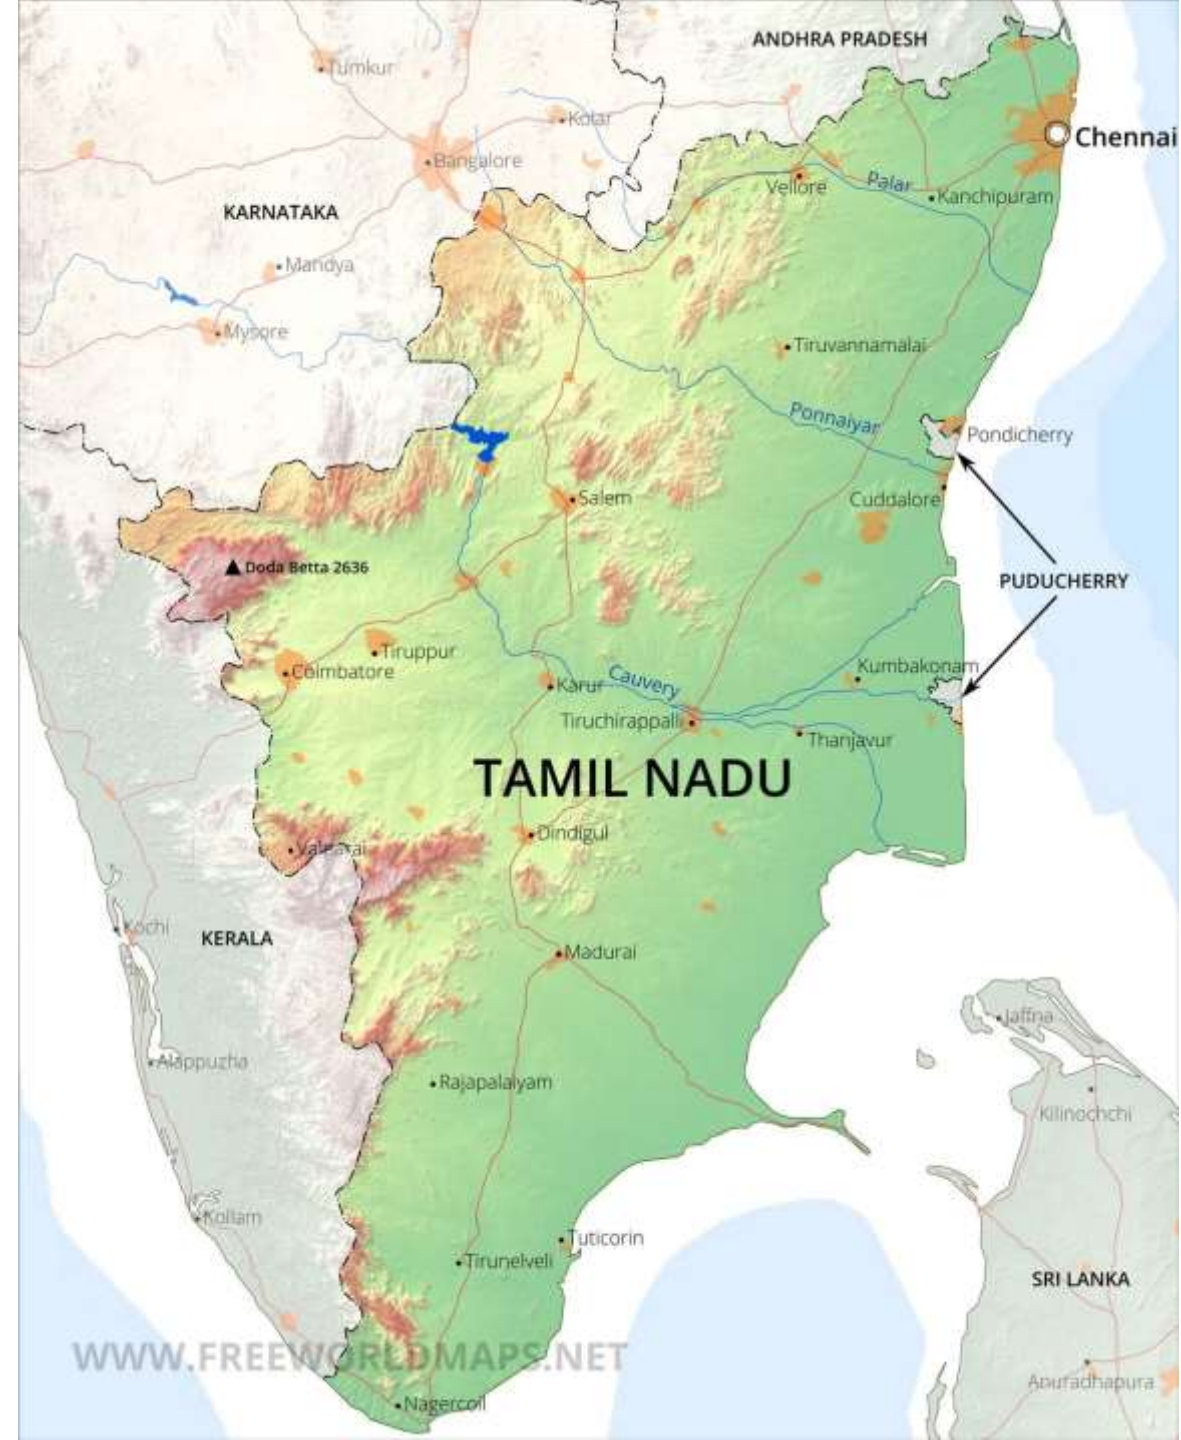 ANDHRA PRADESH
Tumkur
Kolar
Chennai
Bangalore
Vellore
Palar
Kanchipuram
KARNATAKA
Mandya
Mysore
Tiruvannamalai
Ponnaiyar
Pondicherry
Salem
Cuddalore
Doda Betta 2636
PUDUCHERRY
Tiruppur
Coimbatore
Kumbakonam
Karur
Cauvery
Tiruchirappalli
Thanjavur
TAMIL NADU
Dindigul
Valparai
Kochi
KERALA
Madurai
Jaffna
Alappuzha
Rajapalaiyam
Kilinochchi
Kollam
Tuticorin
Tirunelveli
SRI LANKA
WWW.FREEWORLDMAPS.NET
Anuradhapura
Nagercoil